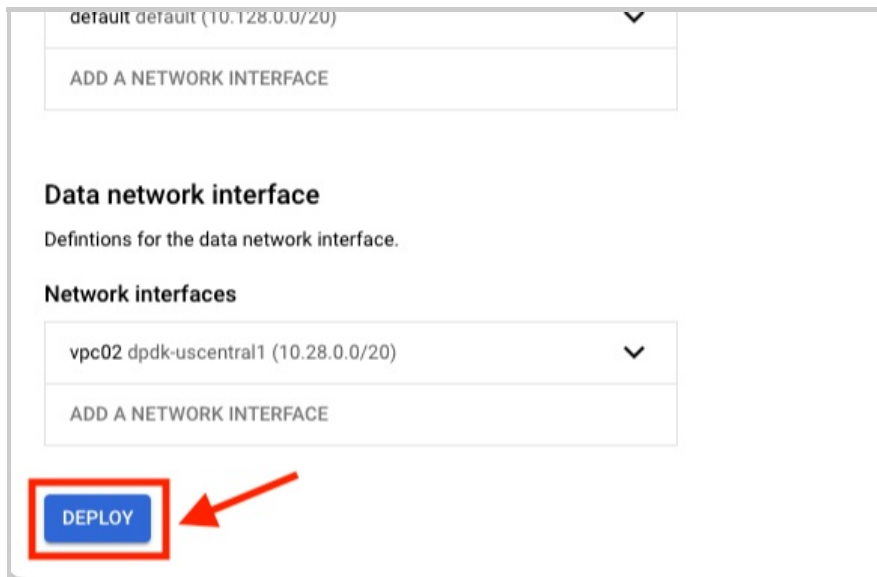 default default (10.128.0.0/20)
ADD A NETWORK INTERFACE
Data network interface
Defintions for the data network interface.
Network interfaces
vpc02 dpdk-uscentral1 (10.28.0.0/20)
ADD A NETWORK INTERFACE
DEPLOY